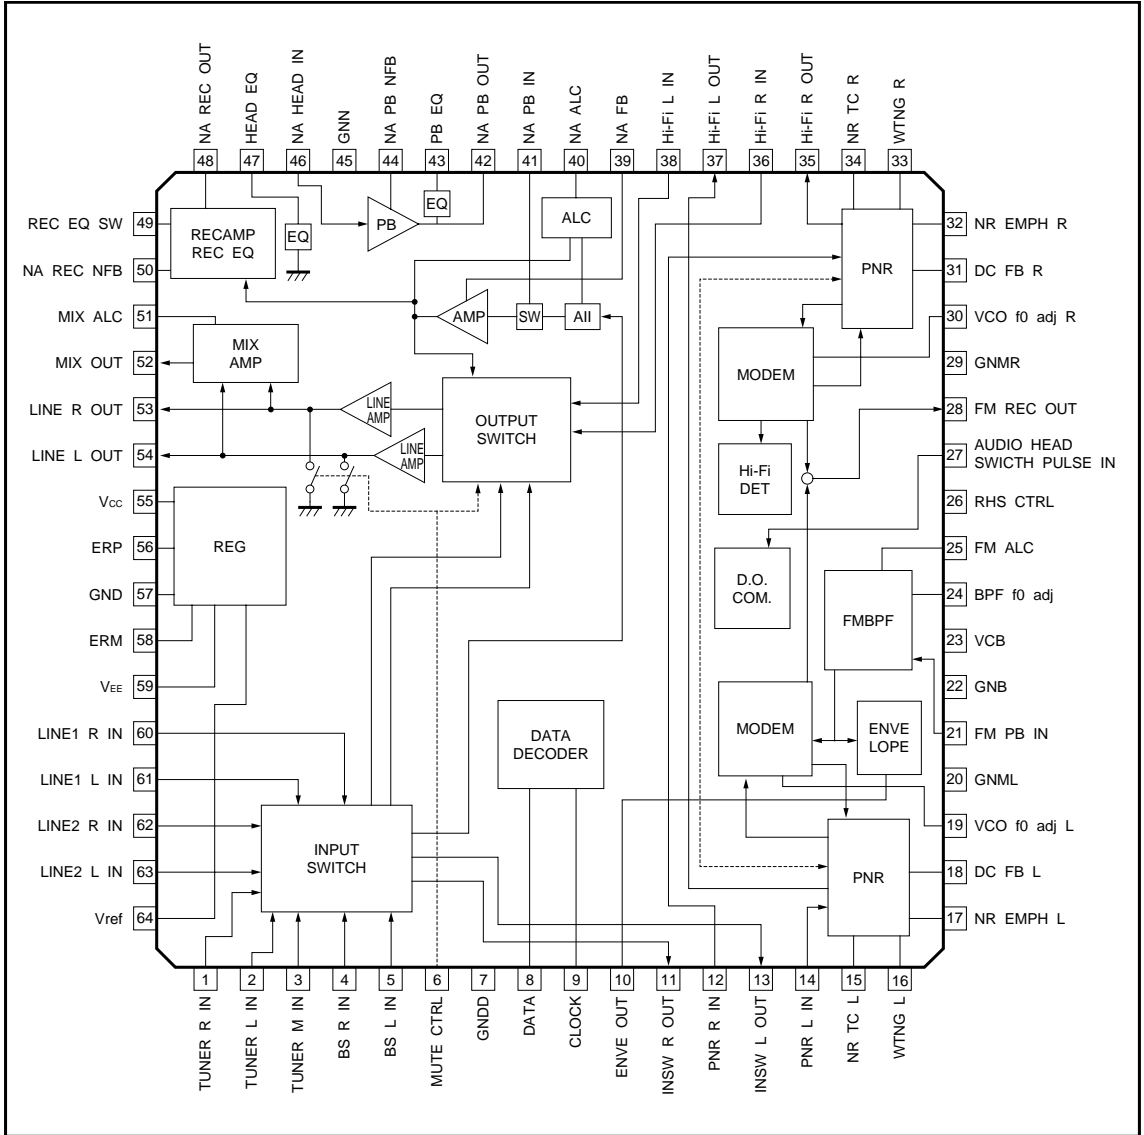 NA REC OUT
HEAD EQ
NA HEAD IN
GNN
NA PB NFB
PB EQ
NA PB OUT
NA PB IN
NA ALC
NA FB
Hi-Fi L IN
Hi-Fi L OUT
Hi-Fi R IN
Hi-Fi R OUT
NR TC R
WTNG R
48 47 46 45 44 43 42 41 40 39 38 37 36 35 34 33
REC EQ SW 49
NA REC NFB 50
MIX ALC 51
MIX OUT 52
LINE R OUT 53
LINE L OUT 54
Vcc 55
ERP 56
GND 57
ERM 58
VEE 59
LINE1 R IN 60
LINE1 L IN 61
LINE2 R IN 62
LINE2 L IN 63
Vref 64
RECAMP
REC EQ
EQ
PB
EQ
ALC
AMP
SW
AII
MIX
AMP
LINE
AMP
LINE
AMP
OUTPUT
SWITCH
REG
DATA
DECODER
INPUT
SWITCH
PNR
MODEM
Hi-Fi
DET
D.O.
COM.
FMBPF
MODEM
ENVE
LOPE
PNR
32 NR EMPH R
31 DC FB R
30 VCO f0 adj R
29 GNMR
28 FM REC OUT
27 AUDIO HEAD
SWICTH PULSE IN
26 RHS CTRL
25 FM ALC
24 BPF f0 adj
23 VCB
22 GNB
21 FM PB IN
20 GNML
19 VCO f0 adj L
18 DC FB L
17 NR EMPH L
1 2 3 4 5 6 7 8 9 10 11 12 13 14 15 16
TUNER R IN
TUNER L IN
TUNER M IN
BS R IN
BS L IN
MUTE CTRL
GNDD
DATA
CLOCK
ENVE OUT
INSW R OUT
PNR R IN
INSW L OUT
PNR L IN
NR TC L
WTNG L